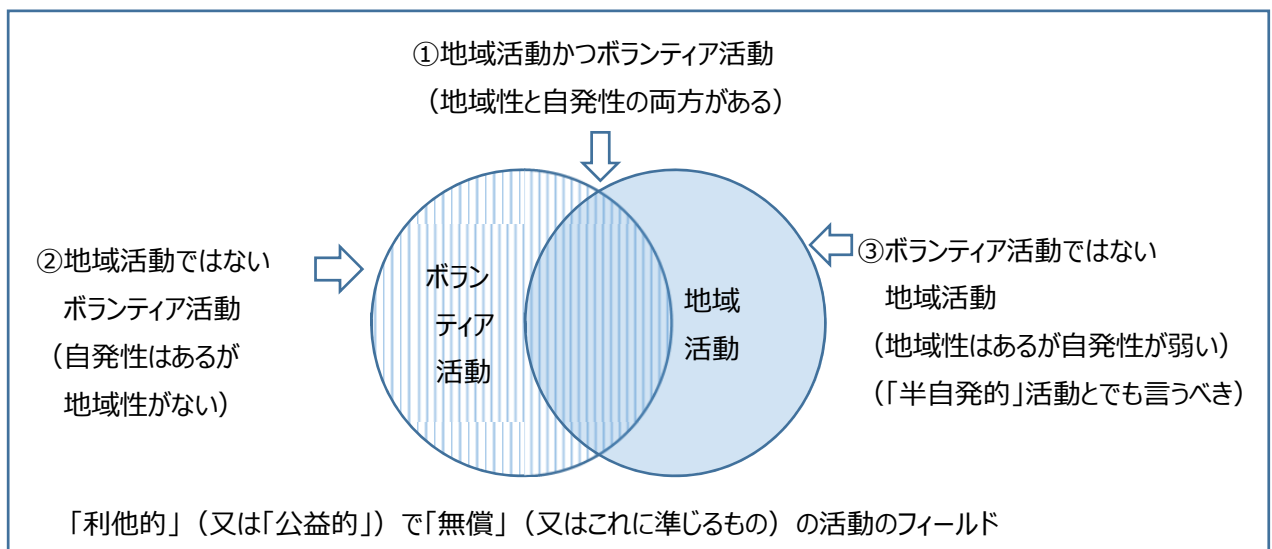 ①地域活動かつボランティア活動
（地域性と自発性の両方がある）
②地域活動ではない
ボランティア活動
（自発性はあるが
地域性がない）
ボラン
ティア
活動
地域
活動
③ボランティア活動ではない
地域活動
（地域性はあるが自発性が弱い）
（「半自発的」活動とでも言うべき）
「利他的」（又は「公益的」）で「無償」（又はこれに準じるもの）の活動のフィールド